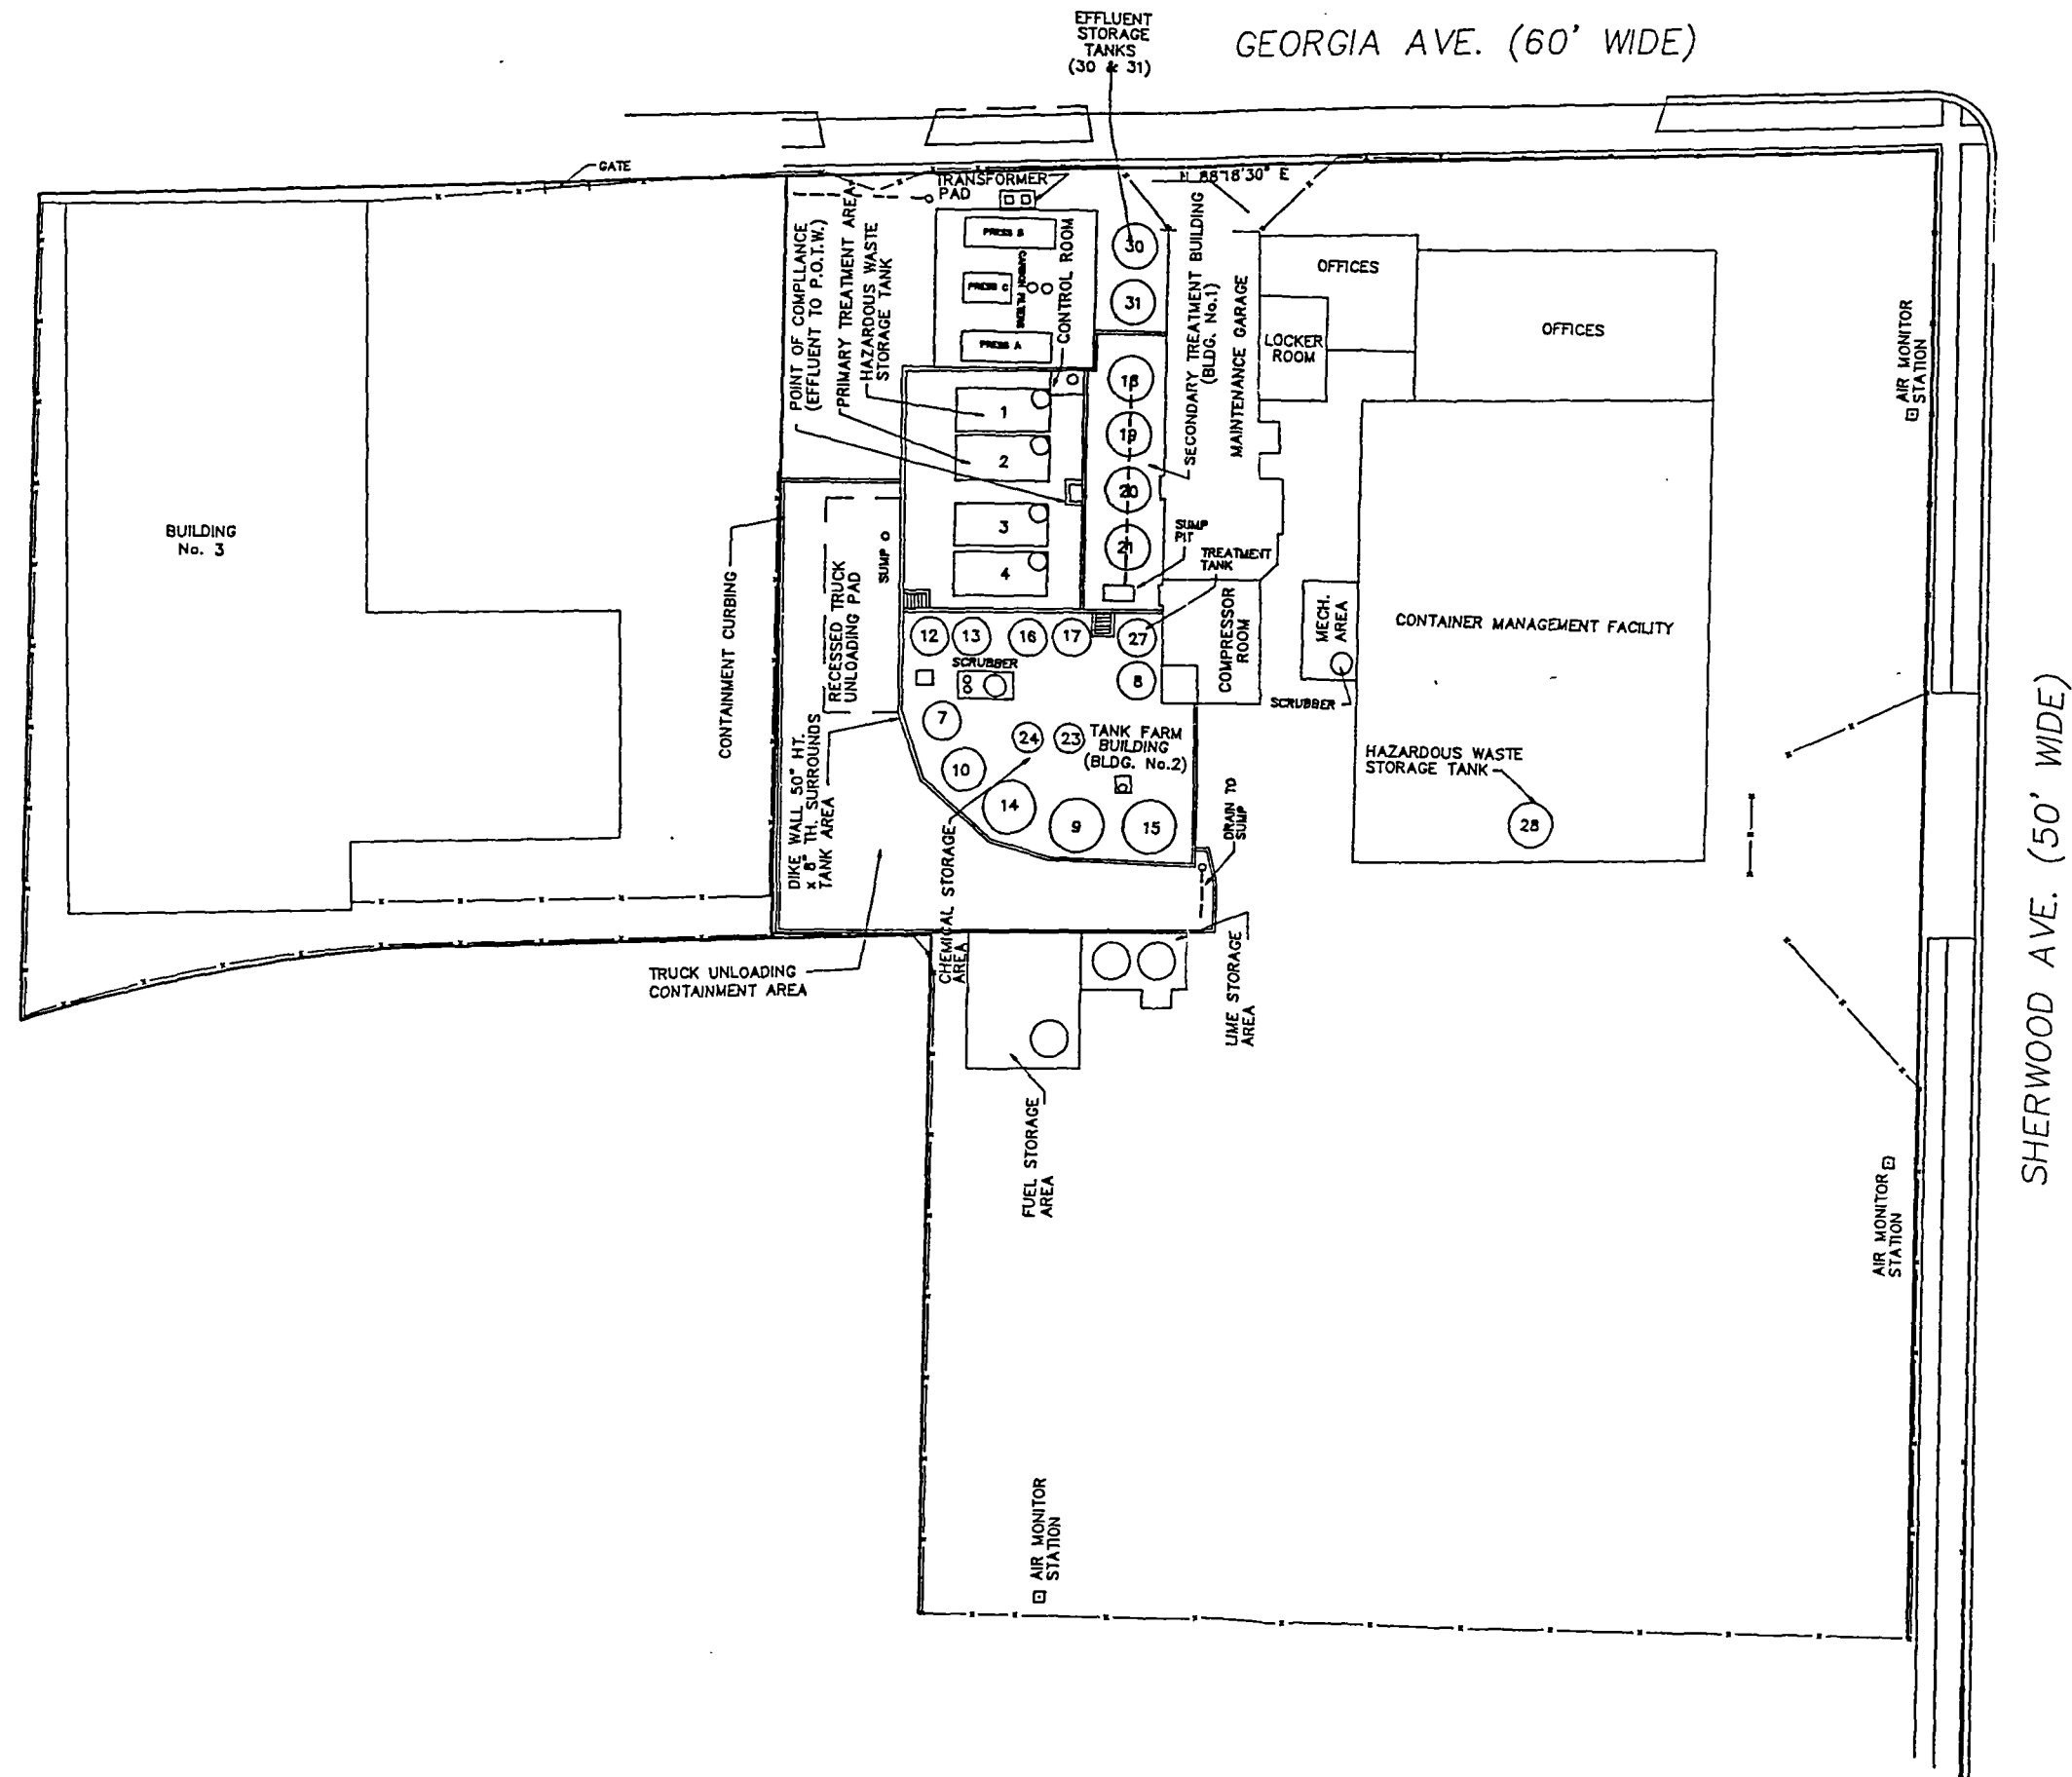 EFFLUENT
STORAGE
TANKS
(30 & 31)
GEORGIA AVE. (60' WIDE)
GATE
TRANSFORMER
PAD
N 88°18'30" E
POINT OF COMPLIANCE
(EFFLUENT TO P.O.T.W.)
PRIMARY TREATMENT AREA
HAZARDOUS WASTE
STORAGE TANK
PRESS B
PRESS C
CARBON FILTERS
PRESS A
CONTROL ROOM
30
31
SECONDARY TREATMENT BUILDING
(BLDG. No.1)
MAINTENANCE GARAGE
OFFICES
LOCKER
ROOM
OFFICES
AIR MONITOR
STATION
1
2
3
4
18
19
20
21
BUILDING
No. 3
CONTAINMENT CURBING
RECESSED TRUCK
UNLOADING PAD
SUMP
SUMP
PIT
TREATMENT
TANK
COMPRESSOR
ROOM
MECH.
AREA
SCRUBBER
CONTAINER MANAGEMENT FACILITY
12
13
16
17
27
SCRUBBER
8
7
24
23
TANK FARM
BUILDING
(BLDG. No.2)
10
14
9
15
HAZARDOUS WASTE
STORAGE TANK
28
DIKE WALL 50" HT.
x 8" TH. SURROUNDS
TANK AREA
CHEMICAL STORAGE
AREA
DRAIN TO
SUMP
TRUCK UNLOADING
CONTAINMENT AREA
LIME STORAGE
AREA
FUEL STORAGE
AREA
SHERWOOD AVE. (50' WIDE)
AIR MONITOR
STATION
AIR MONITOR
STATION